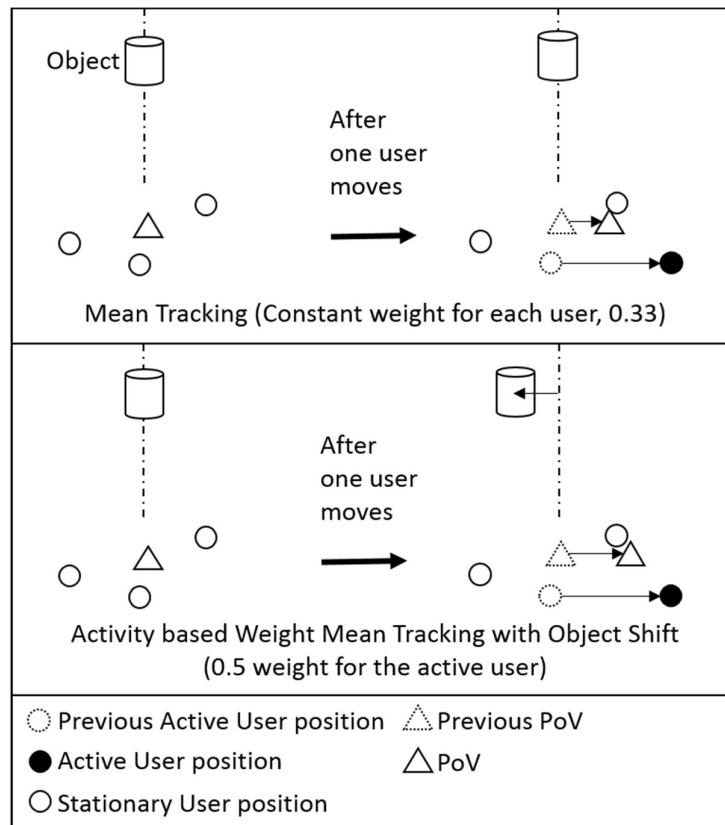 Object
After
one user
moves
Mean Tracking (Constant weight for each user, 0.33)
After
one user
moves
Activity based Weight Mean Tracking with Object Shift
(0.5 weight for the active user)
Previous Active User position
Previous PoV
Active User position
PoV
Stationary User position